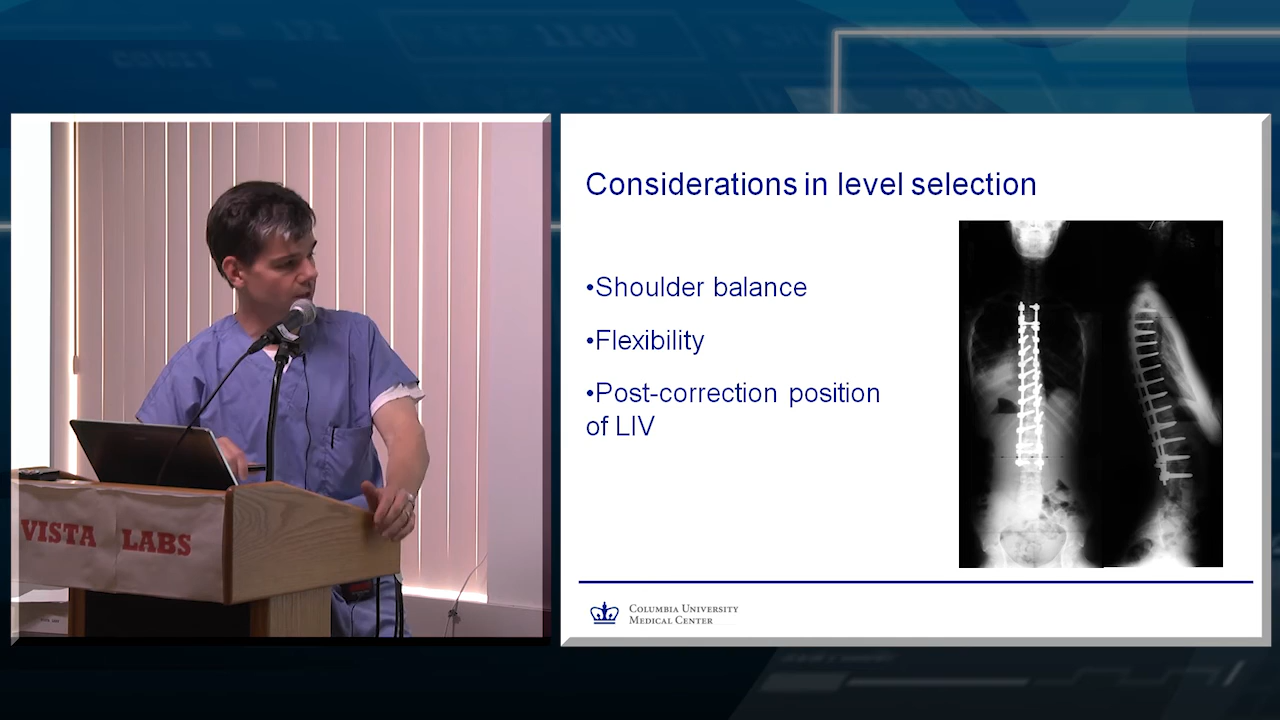 VISTA LABS
Considerations in level selection
•Shoulder balance
•Flexibility
•Post-correction position
of LIV
COLUMBIA UNIVERSITY
MEDICAL CENTER